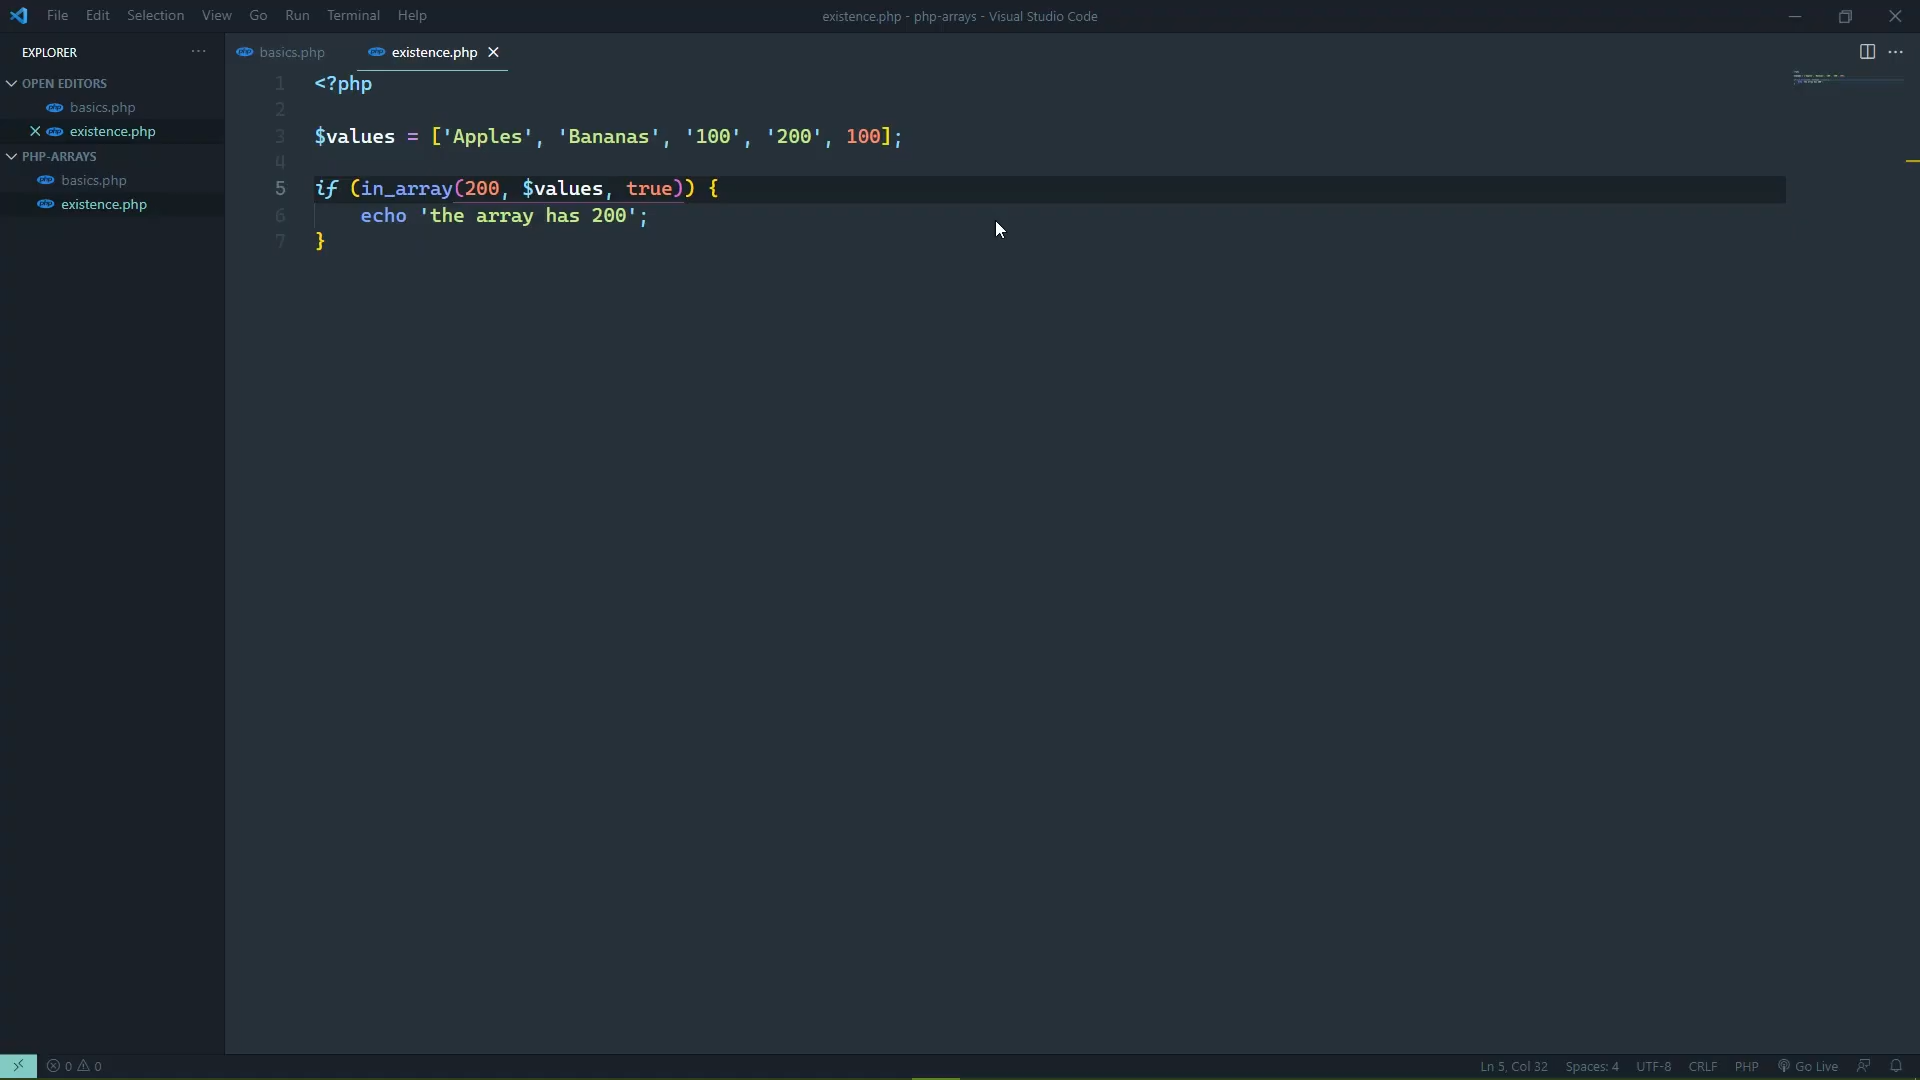 File Edit Selection View Go Run Terminal Help
existence.php - php-arrays - Visual Studio Code
EXPLORER
OPEN EDITORS
basics.php
existence.php
PHP-ARRAYS
basics.php
existence.php
basics.php existence.php
1 <?php
2
3 $values = ['Apples', 'Bananas', '100', '200', 100];
4
5 if (in_array(200, $values, true)) {
6 echo 'the array has 200';
7 }
0 0
Ln 5, Col 32 Spaces: 4 UTF-8 CRLF PHP Go Live